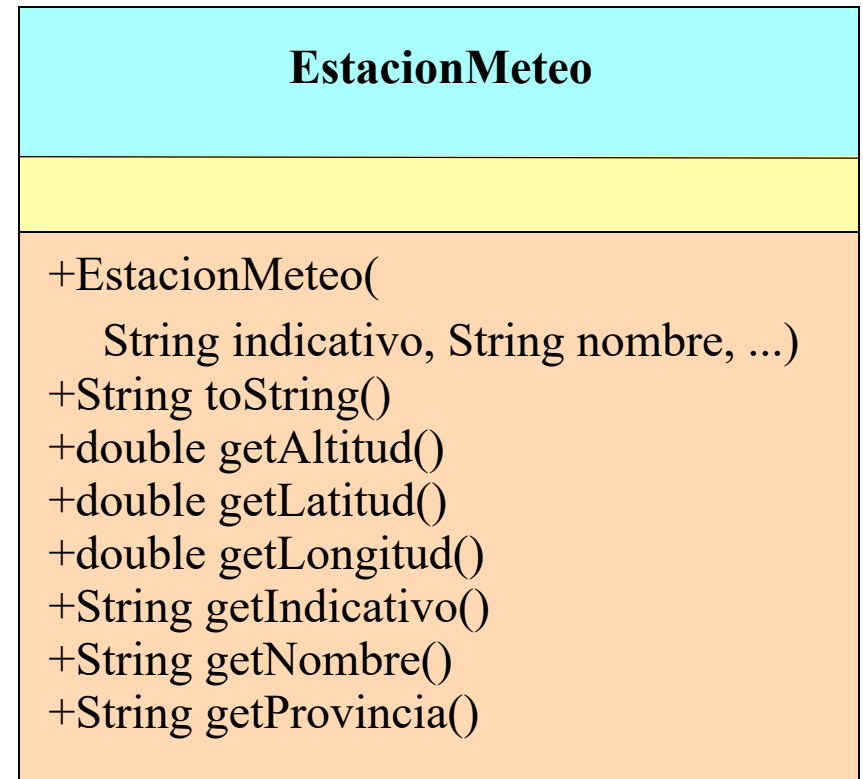 EstacionMeteo
+EstacionMeteo(
String indicativo, String nombre, ...)
+String toString()
+double getAltitud()
+double getLatitud()
+double getLongitud()
+String getIndicativo()
+String getNombre()
+String getProvincia()